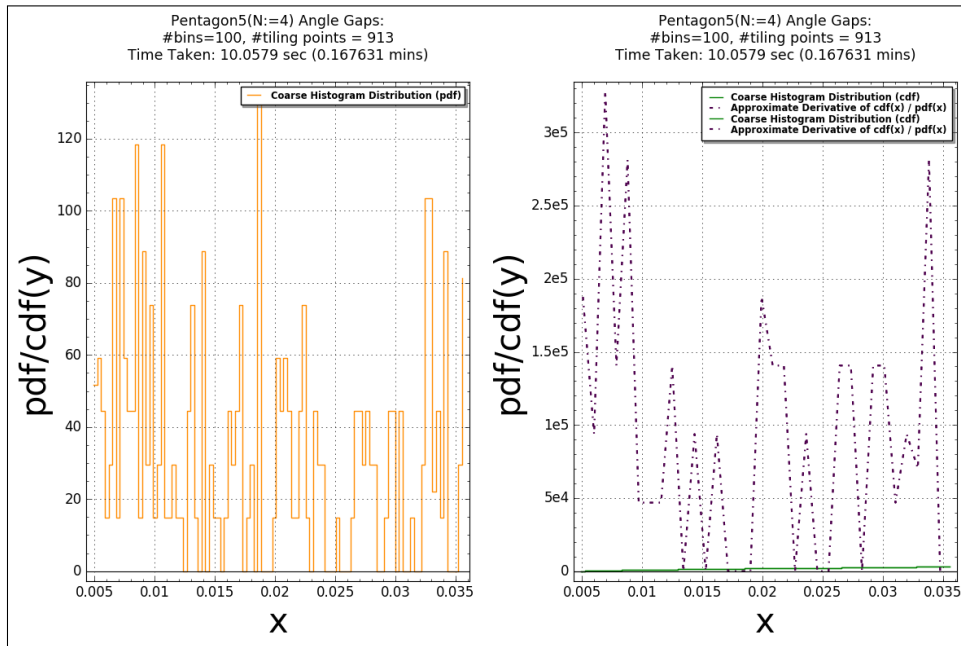 Pentagon5(N:=4) Angle Gaps:
#bins=100, #tiling points = 913
Time Taken: 10.0579 sec (0.167631 mins)
Coarse Histogram Distribution (pdf)
120
100
80
60
40
20
0
pdf/cdf(y)
0.005
0.01
0.015
0.02
0.025
0.03
0.035
x
Pentagon5(N:=4) Angle Gaps:
#bins=100, #tiling points = 913
Time Taken: 10.0579 sec (0.167631 mins)
Coarse Histogram Distribution (cdf)
Approximate Derivative of cdf(x) / pdf(x)
Coarse Histogram Distribution (cdf)
Approximate Derivative of cdf(x) / pdf(x)
3e5
2.5e5
2e5
1.5e5
1e5
5e4
0
pdf/cdf(y)
0.005
0.01
0.015
0.02
0.025
0.03
0.035
x